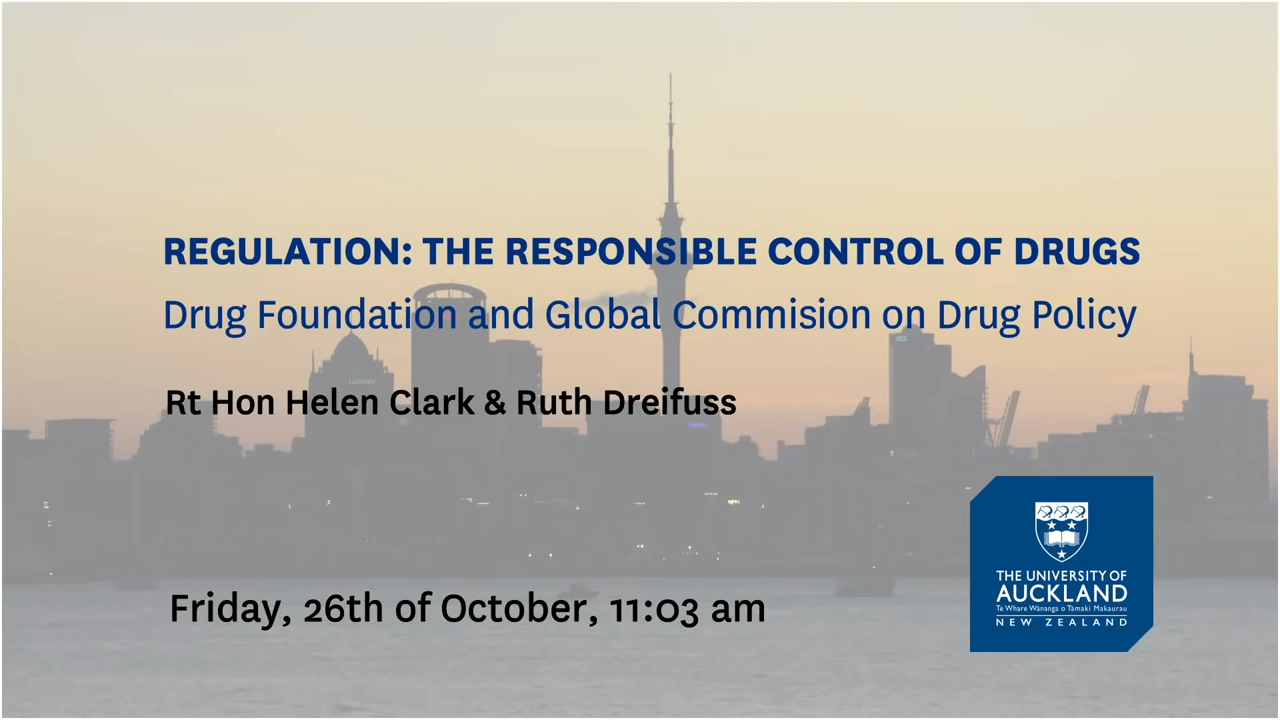 REGULATION: THE RESPONSIBLE CONTROL OF DRUGS
Drug Foundation and Global Commision on Drug Policy
Rt Hon Helen Clark & Ruth Dreifuss
Friday, 26th of October, 11:03 am
THE UNIVERSITY OF
AUCKLAND
Te Whare Wānanga o Tāmaki Makaurau
NEW ZEALAND